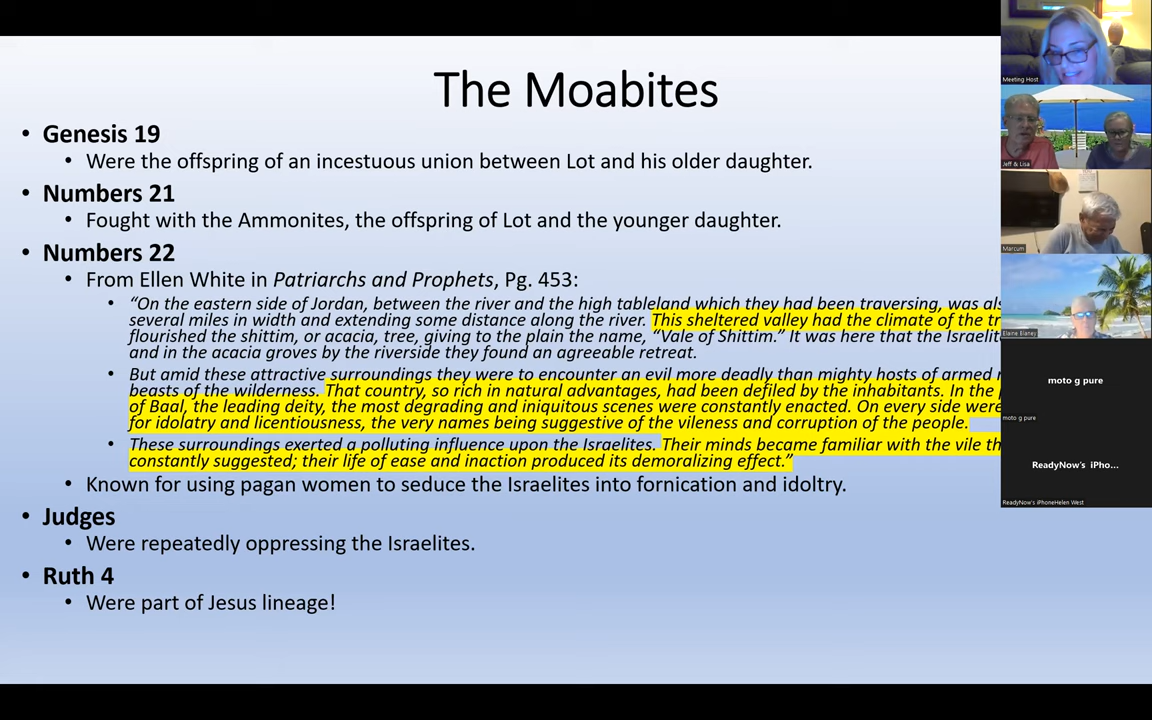 The Moabites
• Genesis 19
• Were the offspring of an incestuous union between Lot and his older daughter.
• Numbers 21
• Fought with the Ammonites, the offspring of Lot and the younger daughter.
• Numbers 22
• From Ellen White in Patriarchs and Prophets, Pg. 453:
• “On the eastern side of Jordan, between the river and the high tableland which they had been traversing, was
several miles in width and extending some distance along the river. This sheltered valley had the climate of the
flourished the shittim, or acacia, tree, giving to the plain the name, “Vale of Shittim.” It was here that the
and in the acacia groves by the riverside they found an agreeable retreat.
• But amid these attractive surroundings they were to encounter an evil more deadly than mighty hosts of armed
beasts of the wilderness. That country, so rich in natural advantages, had been defiled by the inhabitants. In the
of Baal, the leading deity, the most degrading and iniquitous scenes were constantly enacted. On every side were
for idolatry and licentiousness, the very names being suggestive of the vileness and corruption of the people.
• These surroundings exerted a polluting influence upon the Israelites. Their minds became familiar with the vile
constantly suggested; their life of ease and inaction produced its demoralizing effect.”
• Known for using pagan women to seduce the Israelites into fornication and idoltry.
• Judges
• Were repeatedly oppressing the Israelites.
• Ruth 4
• Were part of Jesus lineage!
Meeting Host
Jeff & Lisa
Marcum
Elaine Elaney
moto g pure
moto g pure
ReadyNow's iPho...
ReadyNow's iPhoneHelen West